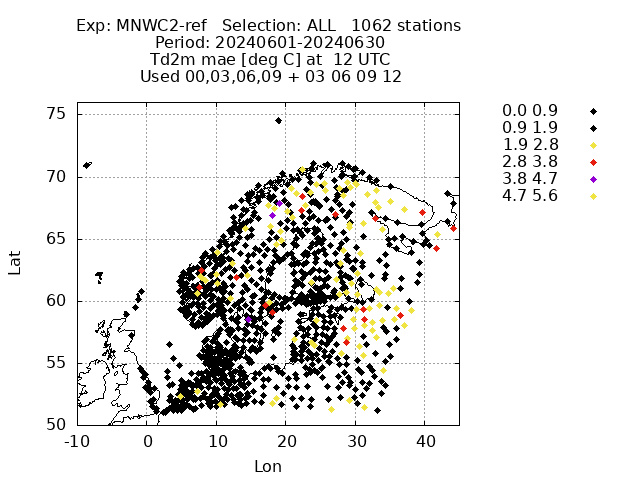 Exp: MNWC2-ref   Selection: ALL   1062 stations
Period: 20240601-20240630
Td2m mae [deg C] at  12 UTC
Used 00,03,06,09 + 03 06 09 12
0.0 0.9
0.9 1.9
1.9 2.8
2.8 3.8
3.8 4.7
4.7 5.6
75
70
65
60
55
50
Lat
-10 0 10 20 30 40
Lon